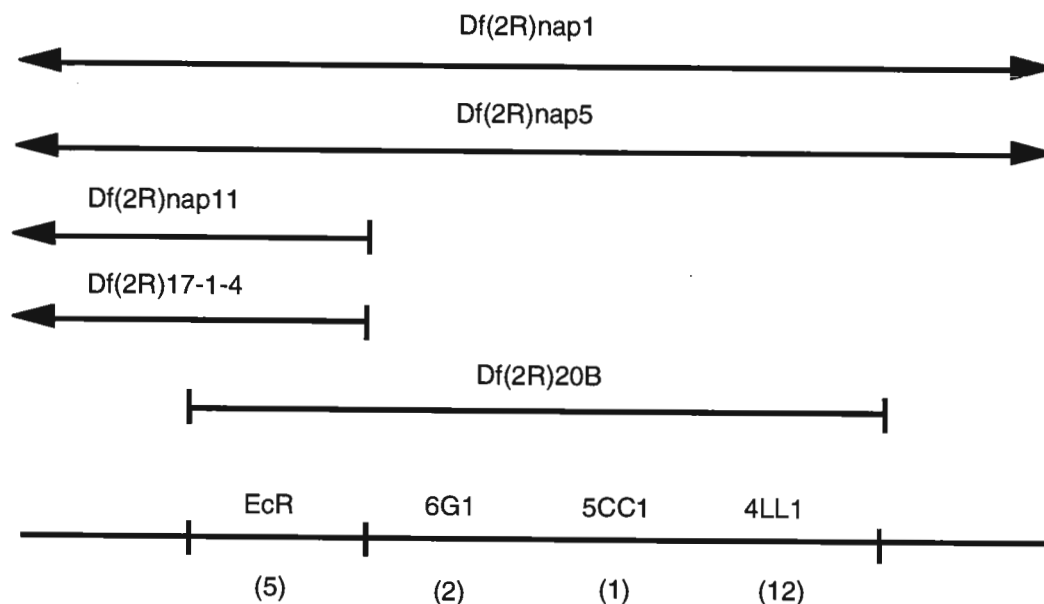 Df(2R)nap1
Df(2R)nap5
Df(2R)nap11
Df(2R)17-1-4
Df(2R)20B
EcR 6G1 5CC1 4LL1
(5) (2) (1) (12)